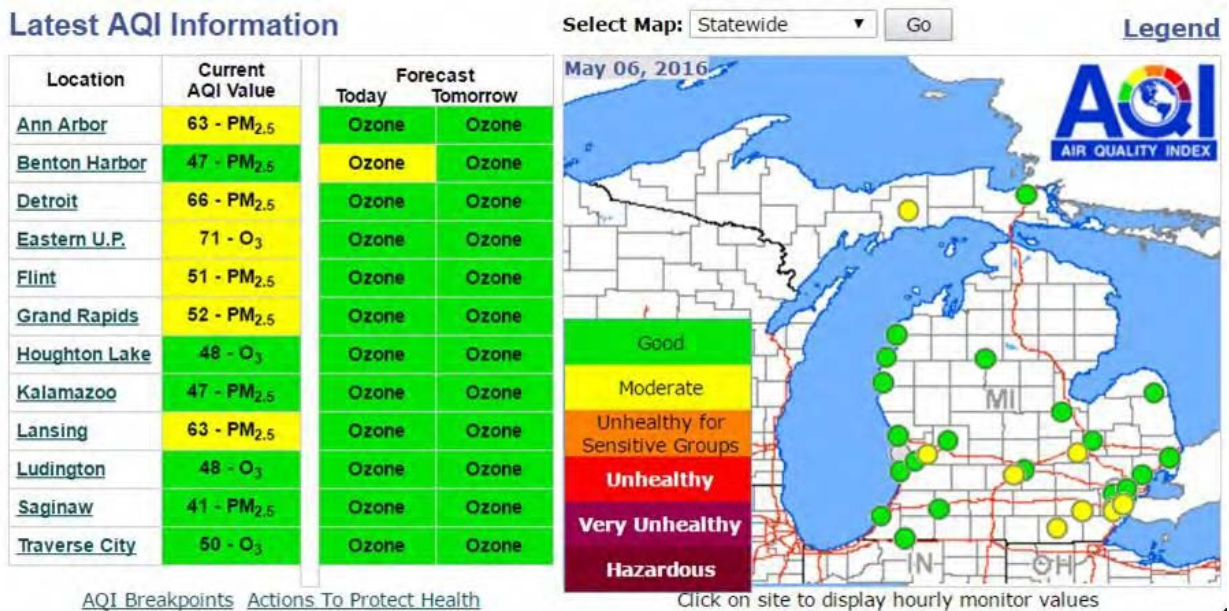 Latest AQI Information
Select Map: Statewide ▼ Go
Legend
Location Current AQI Value Forecast
Today Tomorrow
Ann Arbor 63 - PM2.5 Ozone Ozone
Benton Harbor 47 - PM2.5 Ozone Ozone
Detroit 66 - PM2.5 Ozone Ozone
Eastern U.P. 71 - O3 Ozone Ozone
Flint 51 - PM2.5 Ozone Ozone
Grand Rapids 52 - PM2.5 Ozone Ozone
Houghton Lake 48 - O3 Ozone Ozone
Kalamazoo 47 - PM2.5 Ozone Ozone
Lansing 63 - PM2.5 Ozone Ozone
Ludington 48 - O3 Ozone Ozone
Saginaw 41 - PM2.5 Ozone Ozone
Traverse City 50 - O3 Ozone Ozone
AQI Breakpoints Actions To Protect Health
May 06, 2016
AQI
AIR QUALITY INDEX
MI
Good
Moderate
Unhealthy for
Sensitive Groups
Unhealthy
Very Unhealthy
Hazardous
IN OH
Click on site to display hourly monitor values